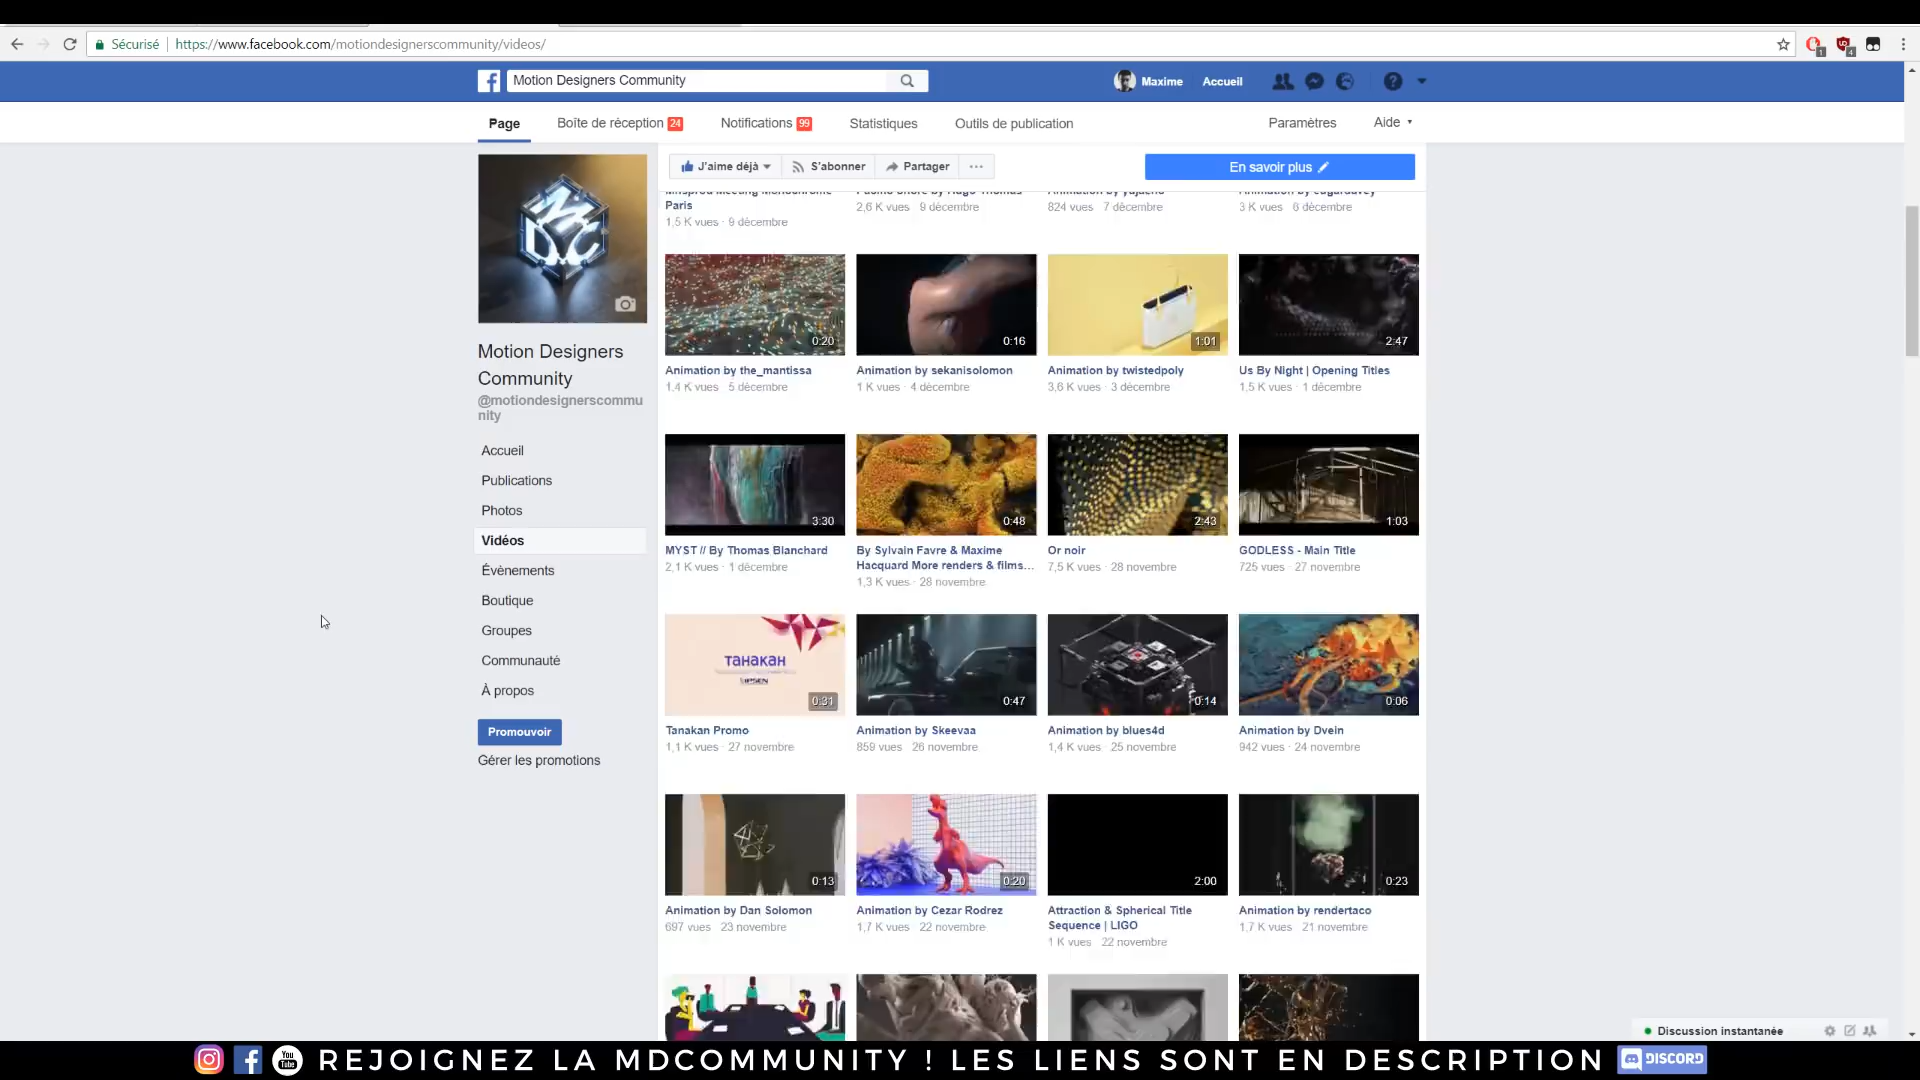 Sécurisé
https://www.facebook.com/motiondesignerscommunity/videos/
Motion Designers Community
Maxime
Accueil
Page
Boîte de réception 24
Notifications 99
Statistiques
Outils de publication
Paramètres
Aide
J'aime déjà
S'abonner
Partager
En savoir plus
Paris
1,5 K vues · 9 décembre
2,6 K vues · 9 décembre
824 vues · 7 décembre
3 K vues · 6 décembre
Motion Designers
Community
@motiondesignerscommu
nity
Accueil
Publications
Photos
Vidéos
Évènements
Boutique
Groupes
Communauté
À propos
Promouvoir
Gérer les promotions
0:20
0:16
1:01
2:47
Animation by the_mantissa
1,4 K vues · 5 décembre
Animation by sekanisolomon
1 K vues · 4 décembre
Animation by twistedpoly
3,6 K vues · 3 décembre
Us By Night | Opening Titles
1,5 K vues · 1 décembre
3:30
0:48
2:43
1:03
MYST // By Thomas Blanchard
2,1 K vues · 1 décembre
By Sylvain Favre & Maxime
Hacquard More renders & films...
1,3 K vues · 28 novembre
Or noir
7,5 K vues · 28 novembre
GODLESS - Main Title
725 vues · 27 novembre
TAHAKAH
IPSEN
0:31
0:47
0:14
0:06
Tanakan Promo
1,1 K vues · 27 novembre
Animation by Skeevaa
859 vues · 26 novembre
Animation by blues4d
1,4 K vues · 25 novembre
Animation by Dvein
942 vues · 24 novembre
0:13
0:20
2:00
0:23
Animation by Dan Solomon
697 vues · 23 novembre
Animation by Cezar Rodrez
1,7 K vues · 22 novembre
Attraction & Spherical Title
Sequence | LIGO
1 K vues · 22 novembre
Animation by rendertaco
1,7 K vues · 21 novembre
Discussion instantanée
You Tube
REJOIGNEZ LA MDCOMMUNITY ! LES LIENS SONT EN DESCRIPTION
DISCORD